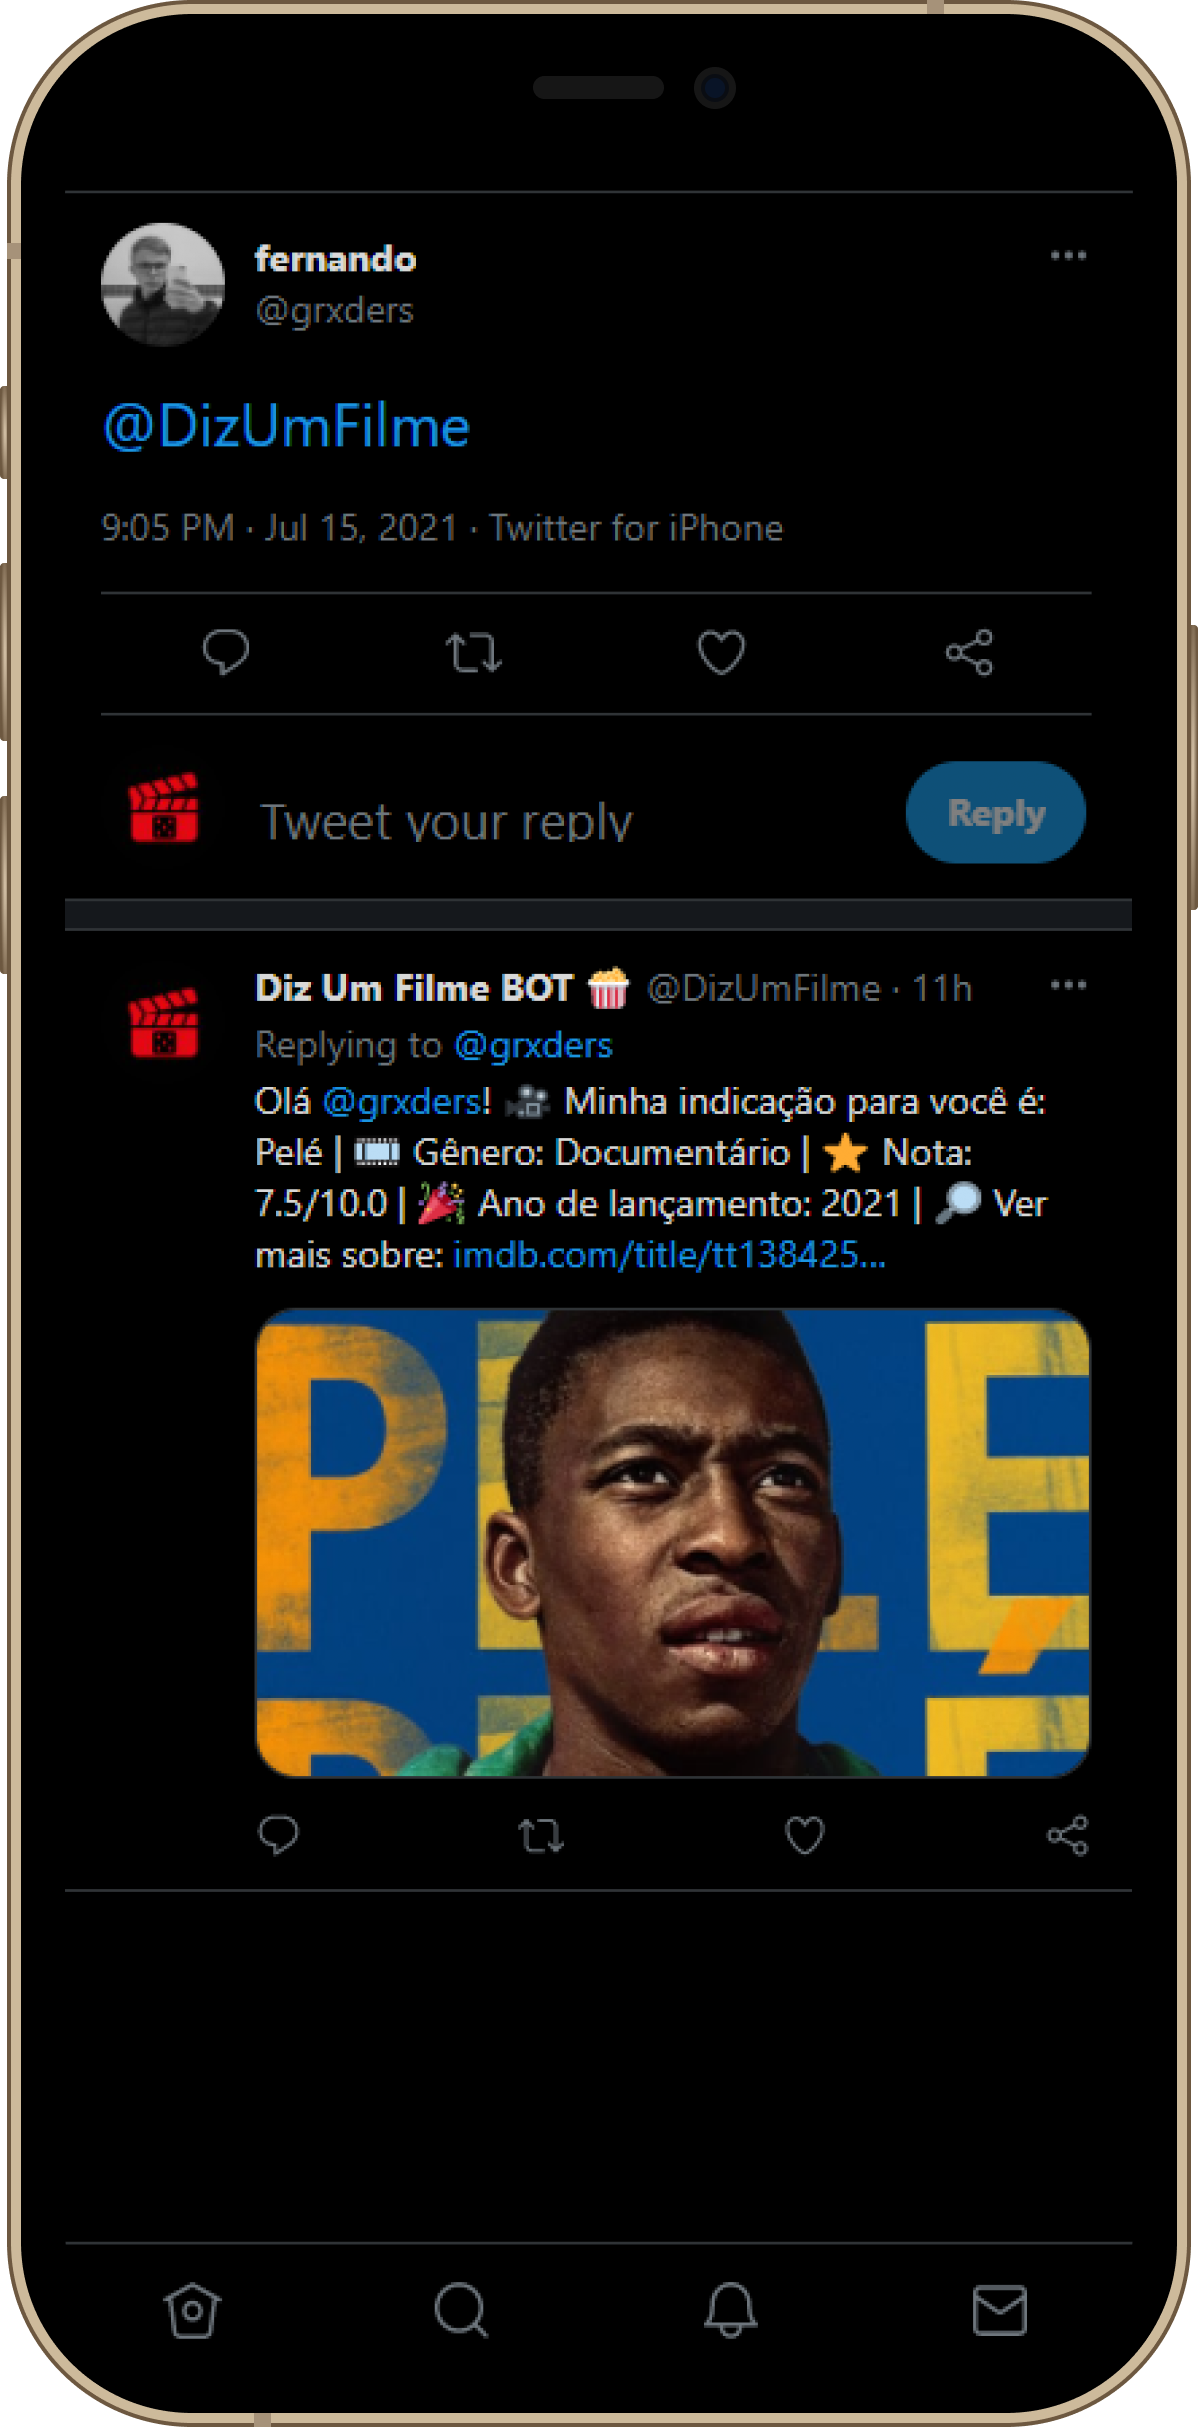 fernando
@grxders
@DizUmFilme
9:05 PM · Jul 15, 2021 · Twitter for iPhone
Tweet your reply
Reply
Diz Um Filme BOT 🍿 @DizUmFilme · 11h
Replying to @grxders
Olá @grxders! 🎥 Minha indicação para você é:
Pelé | 🎞️ Gênero: Documentário | ⭐ Nota:
7.5/10.0 | 🎉 Ano de lançamento: 2021 | 🔎 Ver
mais sobre: imdb.com/title/tt138425...
PELÉ